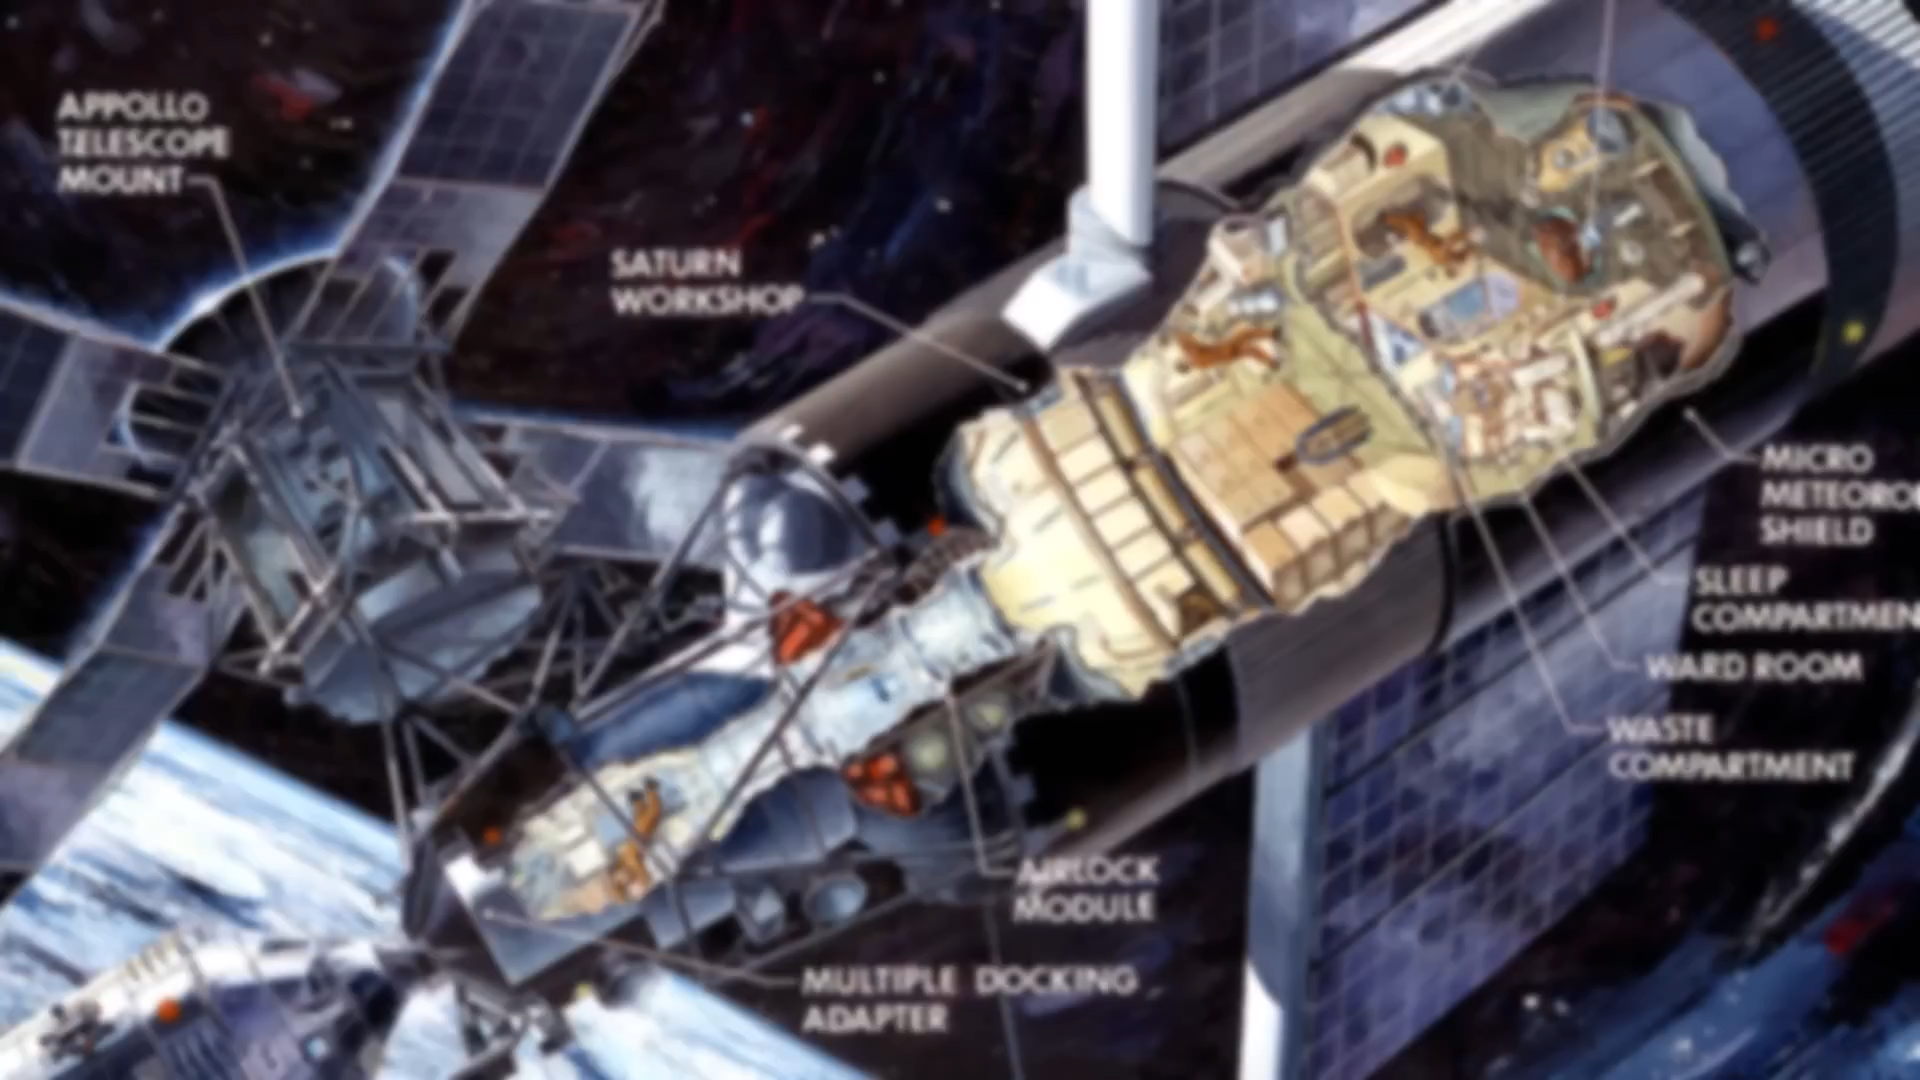 APPOLLO
TELESCOPE
MOUNT
SATURN
WORKSHOP
MICRO
SHIELD
SLEEP
WARD ROOM
WASTE
COMPARTMENT
AIRLOCK
MODULE
MULTIPLE DOCKING
ADAPTER